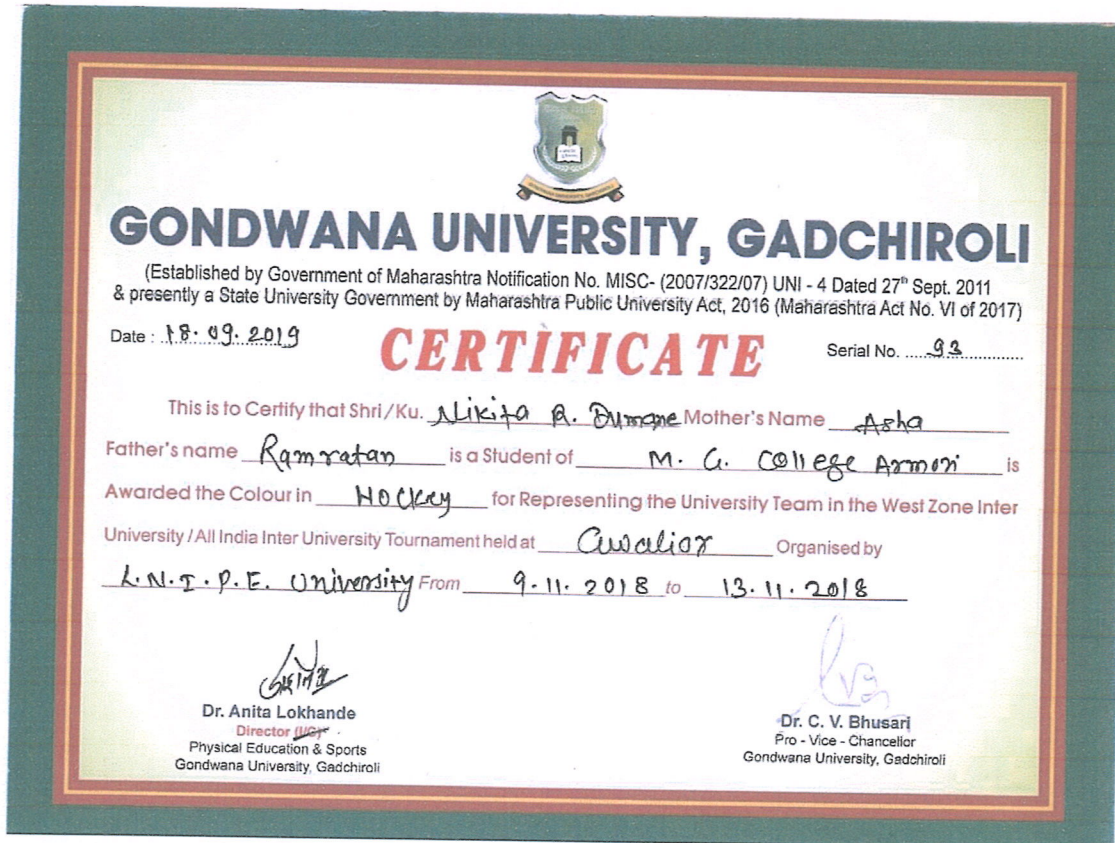 GONDWANA UNIVERSITY, GADCHIROLI
(Established by Government of Maharashtra Notification No. MISC- (2007/322/07) UNI - 4 Dated 27th Sept. 2011
& presently a State University Government by Maharashtra Public University Act, 2016 (Maharashtra Act No. VI of 2017)
Date : 18.09.2019
CERTIFICATE
Serial No. 93
This is to Certify that Shri/Ku. Nikita R. Dumane Mother's Name Asha
Father's name Ramratan is a Student of M. G. College Armori is
Awarded the Colour in Hockey for Representing the University Team in the West Zone Inter
University / All India Inter University Tournament held at Gwalior Organised by
L.N.I.P.E. University From 9.11.2018 to 13.11.2018
Dr. Anita Lokhande
Director (I/C)
Physical Education & Sports
Gondwana University, Gadchiroli
Dr. C. V. Bhusari
Pro - Vice - Chancellor
Gondwana University, Gadchiroli